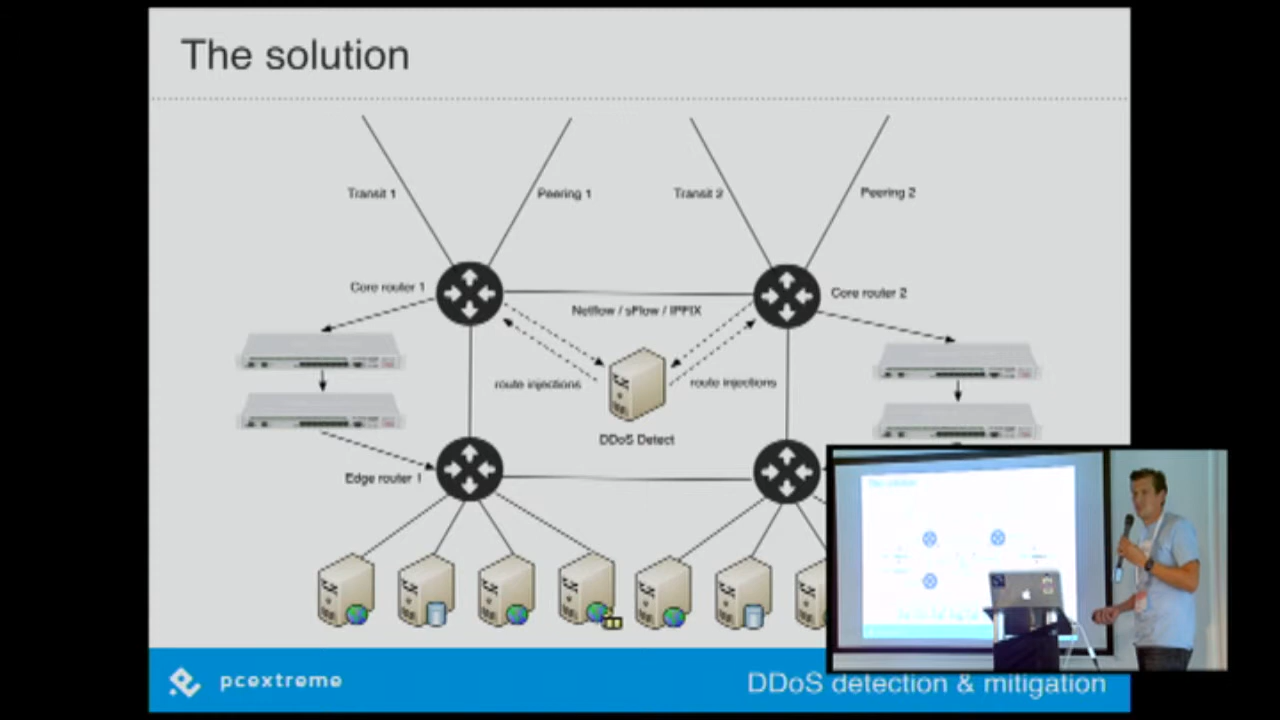 The solution
Transit 1
Peering 1
Transit 2
Peering 2
Core router 1
Core router 2
Netflow / sFlow / IPFIX
route injections
route injections
DDoS Detect
Edge router 1
pcextreme
DDoS detection & mitigation